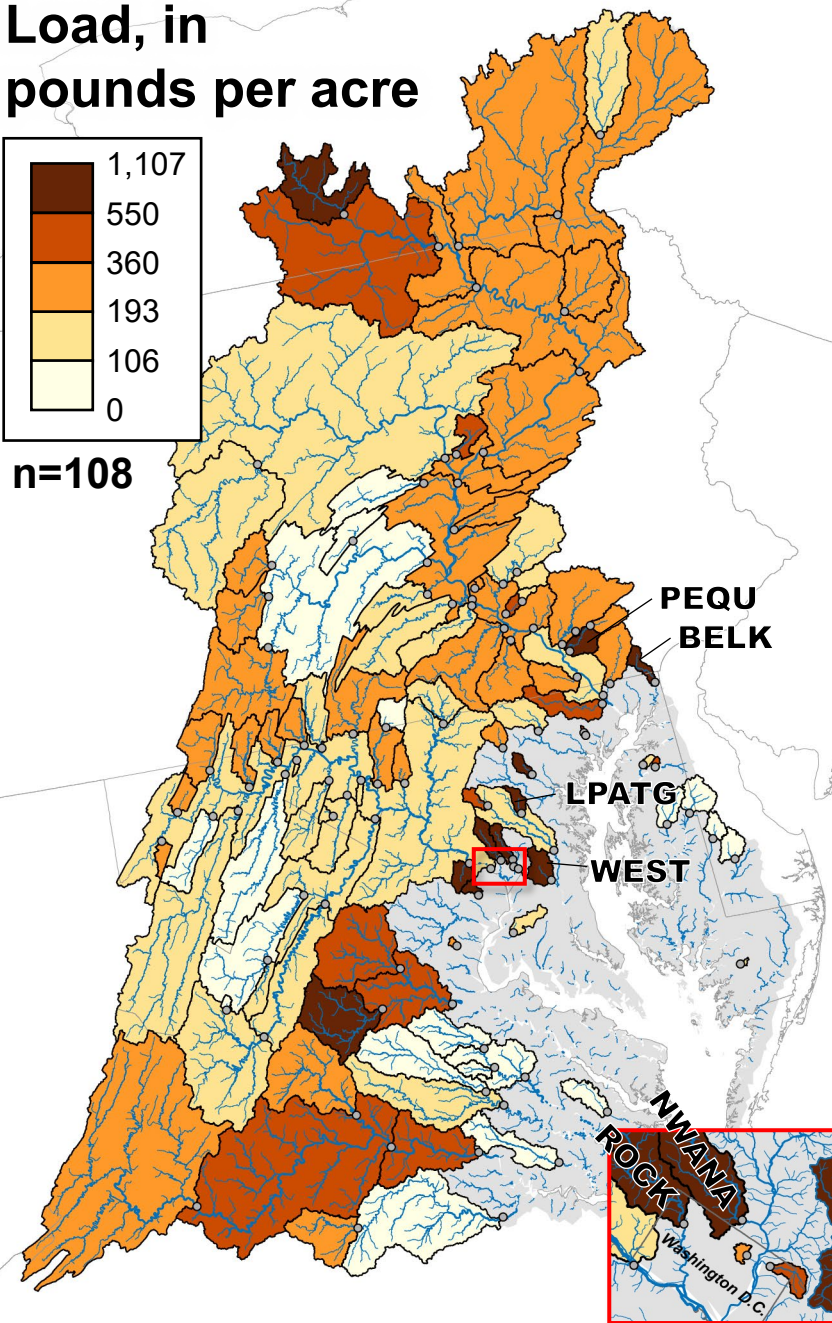 Load, in
pounds per acre
1,107
550
360
193
106
0
n=108
PEQU
BELK
LPATG
WEST
NWANA
ROCK
Washington D.C.